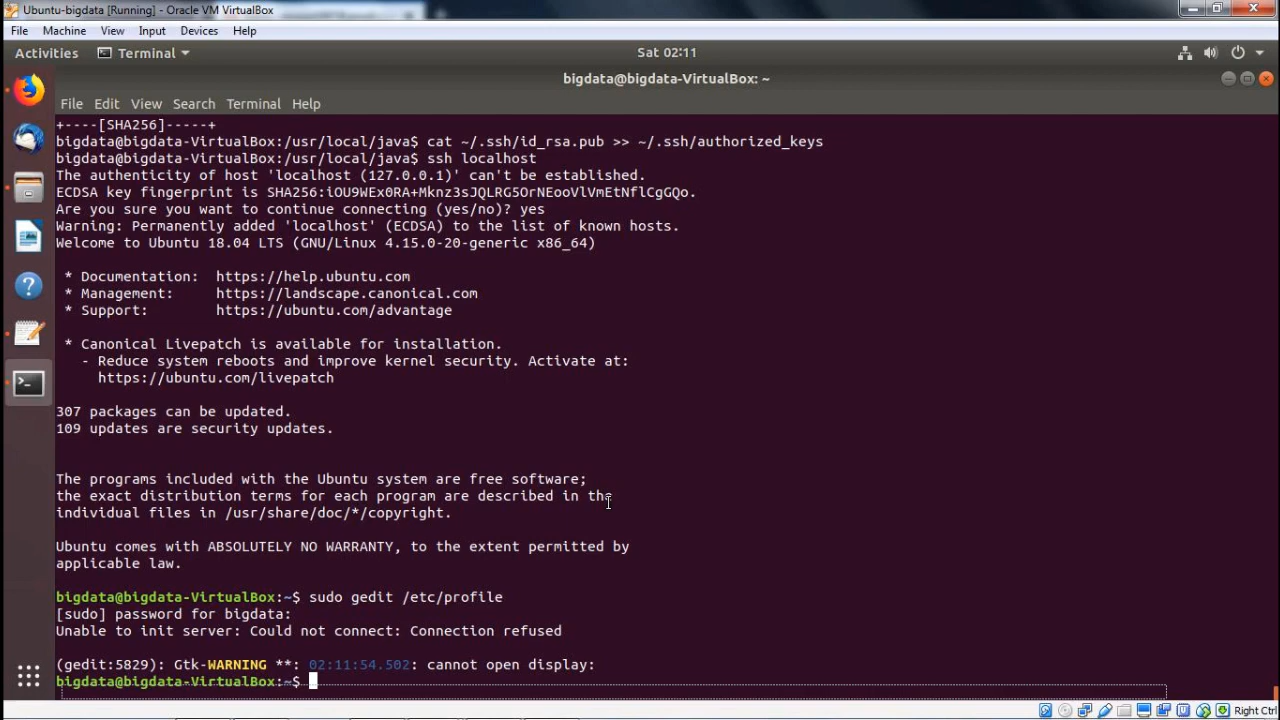 Ubuntu-bigdata [Running] - Oracle VM VirtualBox
File Machine View Input Devices Help
Activities Terminal Sat 02:11
bigdata@bigdata-VirtualBox: ~
File Edit View Search Terminal Help
+----[SHA256]-----+
bigdata@bigdata-VirtualBox:/usr/local/java$ cat ~/.ssh/id_rsa.pub >> ~/.ssh/authorized_keys
bigdata@bigdata-VirtualBox:/usr/local/java$ ssh localhost
The authenticity of host 'localhost (127.0.0.1)' can't be established.
ECDSA key fingerprint is SHA256:iOU9WEx0RA+Mknz3sJQLRG5OrNEooVlVmEtNflCgGQo.
Are you sure you want to continue connecting (yes/no)? yes
Warning: Permanently added 'localhost' (ECDSA) to the list of known hosts.
Welcome to Ubuntu 18.04 LTS (GNU/Linux 4.15.0-20-generic x86_64)
* Documentation: https://help.ubuntu.com
* Management: https://landscape.canonical.com
* Support: https://ubuntu.com/advantage
* Canonical Livepatch is available for installation.
- Reduce system reboots and improve kernel security. Activate at:
https://ubuntu.com/livepatch
307 packages can be updated.
109 updates are security updates.
The programs included with the Ubuntu system are free software;
the exact distribution terms for each program are described in the
individual files in /usr/share/doc/*/copyright.
Ubuntu comes with ABSOLUTELY NO WARRANTY, to the extent permitted by
applicable law.
bigdata@bigdata-VirtualBox:~$ sudo gedit /etc/profile
[sudo] password for bigdata:
Unable to init server: Could not connect: Connection refused
(gedit:5829): Gtk-WARNING **: 02:11:54.502: cannot open display:
bigdata@bigdata-VirtualBox:~$
Right Ctrl